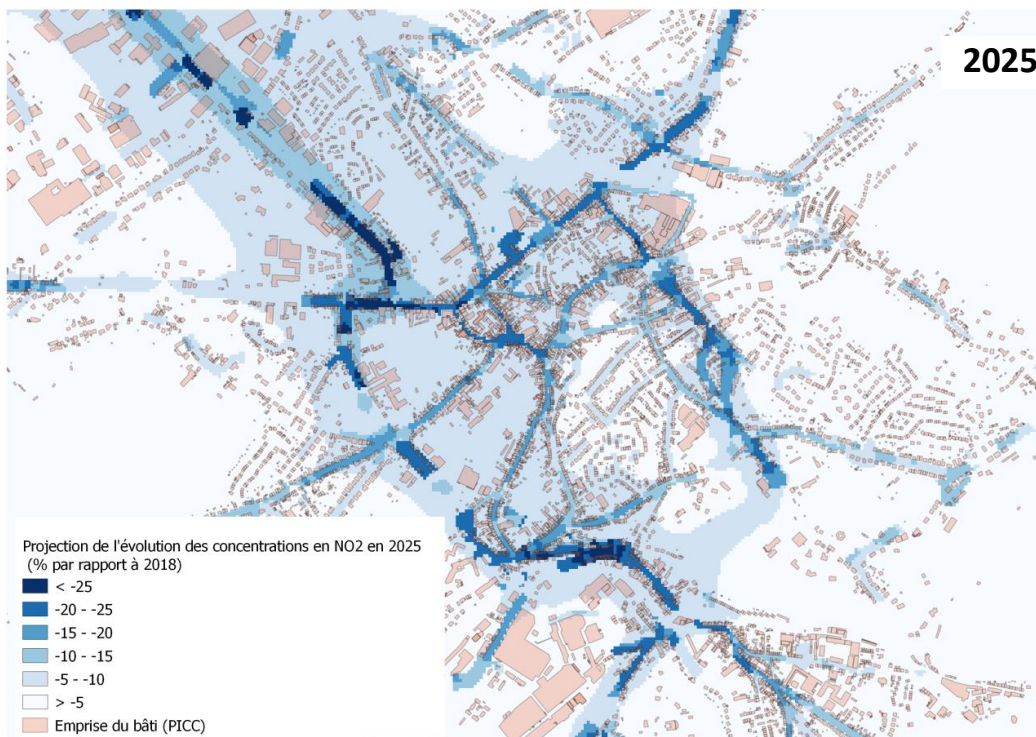 2025
Projection de l'évolution des concentrations en NO2 en 2025
(% par rapport à 2018)
< -25
-20 - -25
-15 - -20
-10 - -15
-5 - -10
> -5
Emprise du bâti (PICC)